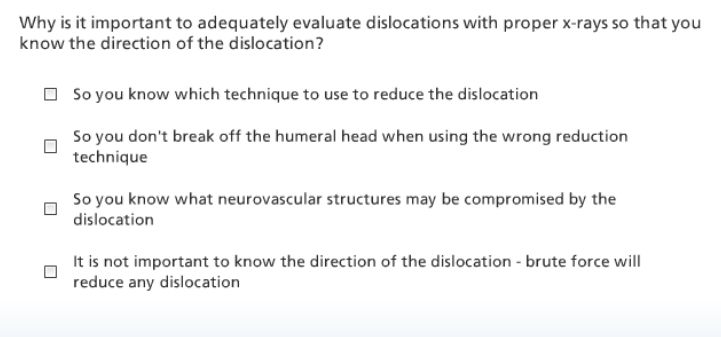 Why is it important to adequately evaluate dislocations with proper x-rays so that you
know the direction of the dislocation?
So you know which technique to use to reduce the dislocation
So you don't break off the humeral head when using the wrong reduction
technique
So you know what neurovascular structures may be compromised by the
dislocation
It is not important to know the direction of the dislocation - brute force will
reduce any dislocation